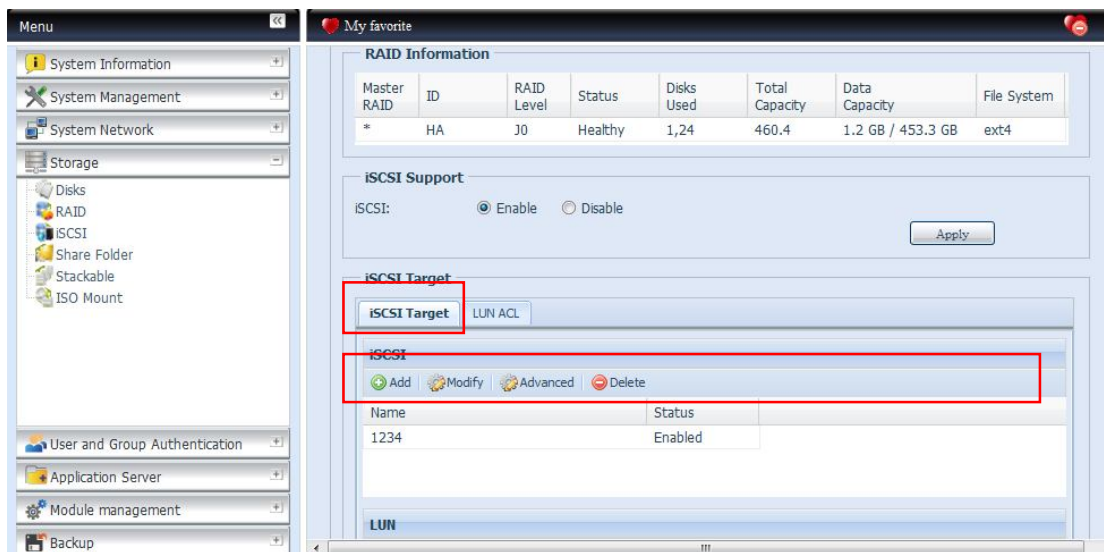 Menu
System Information
System Management
System Network
Storage
Disks
RAID
iSCSI
Share Folder
Stackable
ISO Mount
User and Group Authentication
Application Server
Module management
Backup
My favorite
RAID Information
Master RAID ID RAID Level Status Disks Used Total Capacity Data Capacity File System
* HA J0 Healthy 1,24 460.4 1.2 GB / 453.3 GB ext4
iSCSI Support
iSCSI: Enable Disable
Apply
iSCSI Target
iSCSI Target LUN ACL
iSCSI
Add Modify Advanced Delete
Name Status
1234 Enabled
LUN